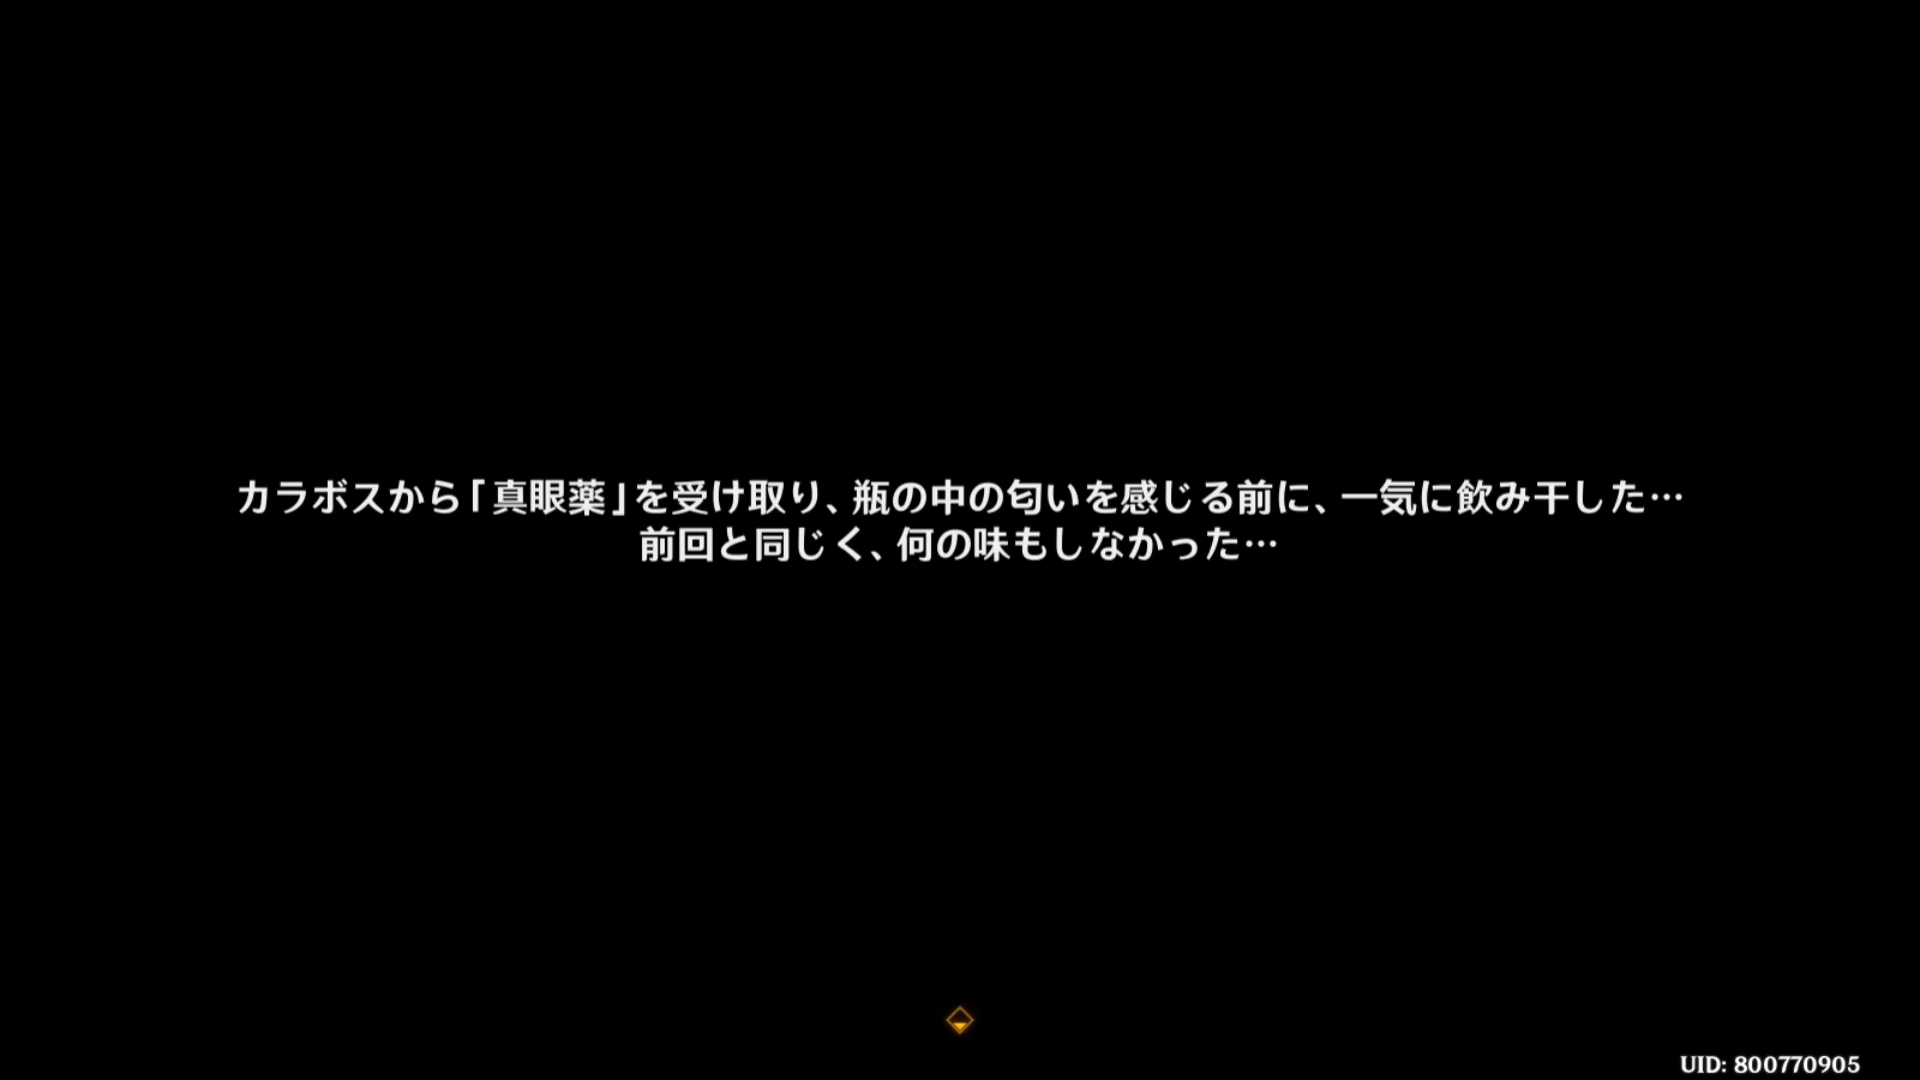 カラボスから「真眼薬」を受け取り、瓶の中の匂いを感じる前に、一気に飲み干した…
前回と同じく、何の味もしなかった…
UID: 800770905